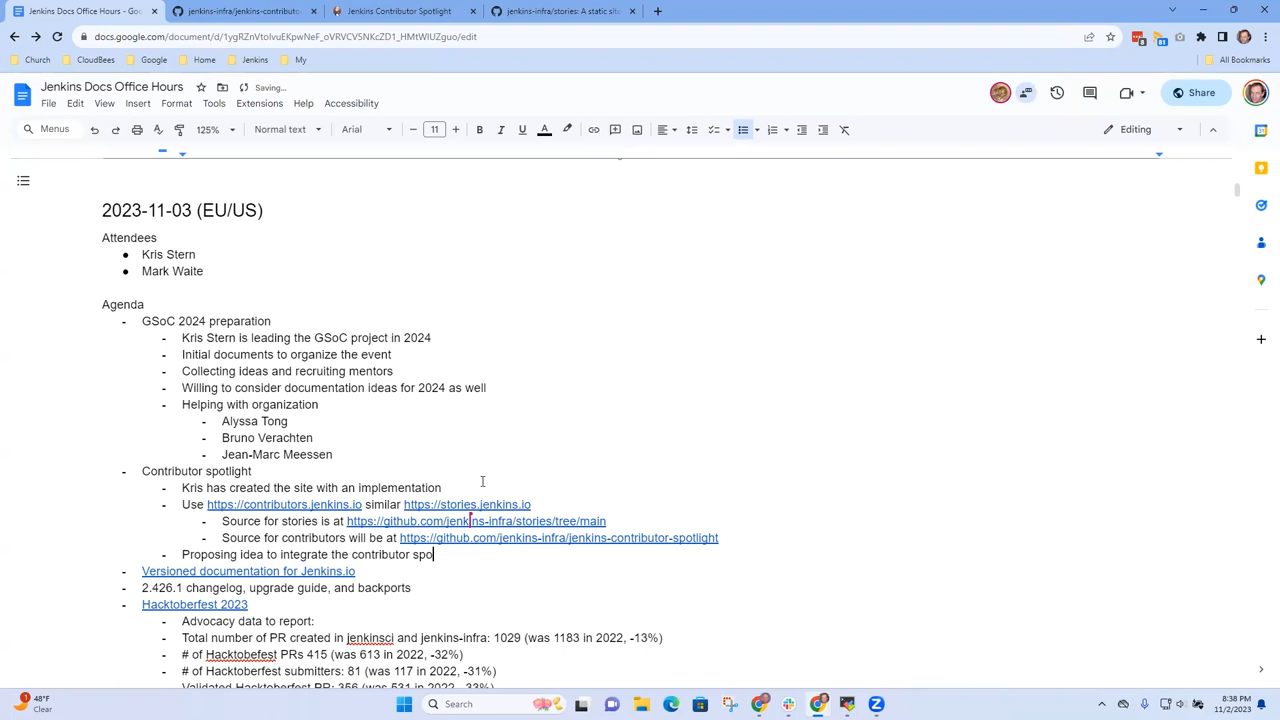 Jenkins Docs Office Hours - G
jenkins-infra/contributors:
Jenkins Contributor Spotlight
jenkins-infra/stories: A static sit
docs.google.com/document/d/1ygRZnVtoIvuEKpwNeF_oVRVCV5NKcZD1_HMtWIUZguo/edit
Church
CloudBees
Google
Home
Jenkins
My
All Bookmarks
Jenkins Docs Office Hours
Saving...
File Edit View Insert Format Tools Extensions Help Accessibility
Share
Menus
125%
Normal text
Arial
11
Editing
2023-11-03 (EU/US)
Attendees
● Kris Stern
● Mark Waite
Agenda
- GSoC 2024 preparation
- Kris Stern is leading the GSoC project in 2024
- Initial documents to organize the event
- Collecting ideas and recruiting mentors
- Willing to consider documentation ideas for 2024 as well
- Helping with organization
- Alyssa Tong
- Bruno Verachten
- Jean-Marc Meessen
- Contributor spotlight
- Kris has created the site with an implementation
- Use https://contributors.jenkins.io similar https://stories.jenkins.io
- Source for stories is at https://github.com/jenkins-infra/stories/tree/main
- Source for contributors will be at https://github.com/jenkins-infra/jenkins-contributor-spotlight
- Proposing idea to integrate the contributor spo
- Versioned documentation for Jenkins.io
- 2.426.1 changelog, upgrade guide, and backports
- Hacktoberfest 2023
- Advocacy data to report:
- Total number of PR created in jenkinsci and jenkins-infra: 1029 (was 1183 in 2022, -13%)
- # of Hacktobefest PRs 415 (was 613 in 2022, -32%)
- # of Hacktoberfest submitters: 81 (was 117 in 2022, -31%)
- Validated Hacktoberfest PR: 356 (was 531 in 2022, -33%)
48°F
Clear
Search
8:38 PM
11/2/2023